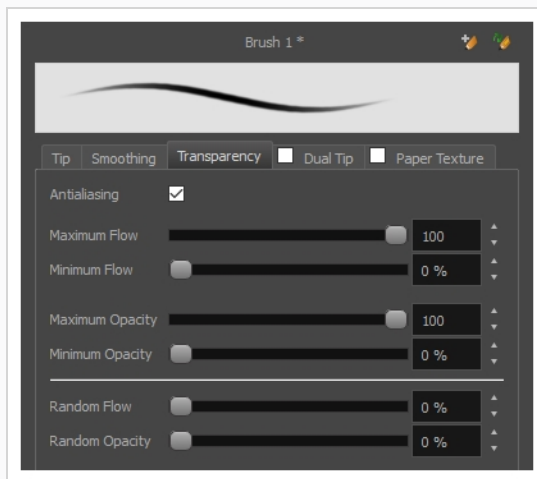 Brush 1 *
Tip Smoothing Transparency Dual Tip Paper Texture
Antialiasing
Maximum Flow 100
Minimum Flow 0 %
Maximum Opacity 100
Minimum Opacity 0 %
Random Flow 0 %
Random Opacity 0 %